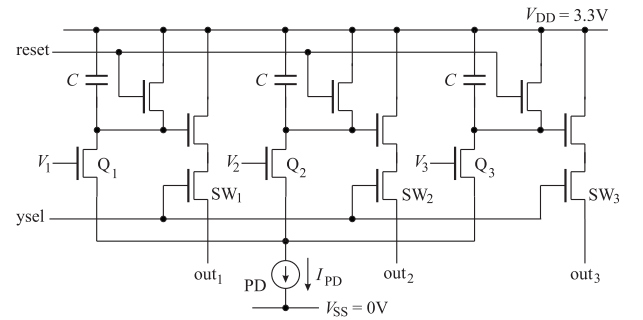 V_DD = 3.3V
reset
C C C
V_1 Q_1 V_2 Q_2 V_3 Q_3
SW_1 SW_2 SW_3
ysel
out_1 PD I_PD out_2 out_3
V_SS = 0V